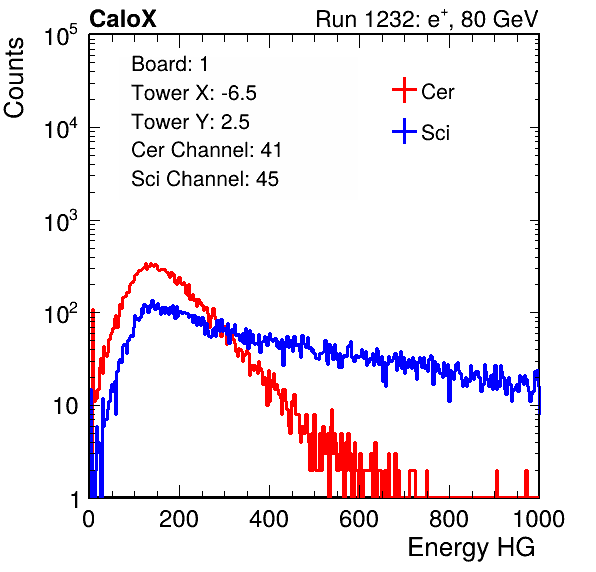 CaloX Run 1232: e⁺, 80 GeV
Counts
Board: 1
Tower X: -6.5
Tower Y: 2.5
Cer Channel: 41
Sci Channel: 45
Cer
Sci
10⁵
10⁴
10³
10²
10
1
0 200 400 600 800 1000
Energy HG